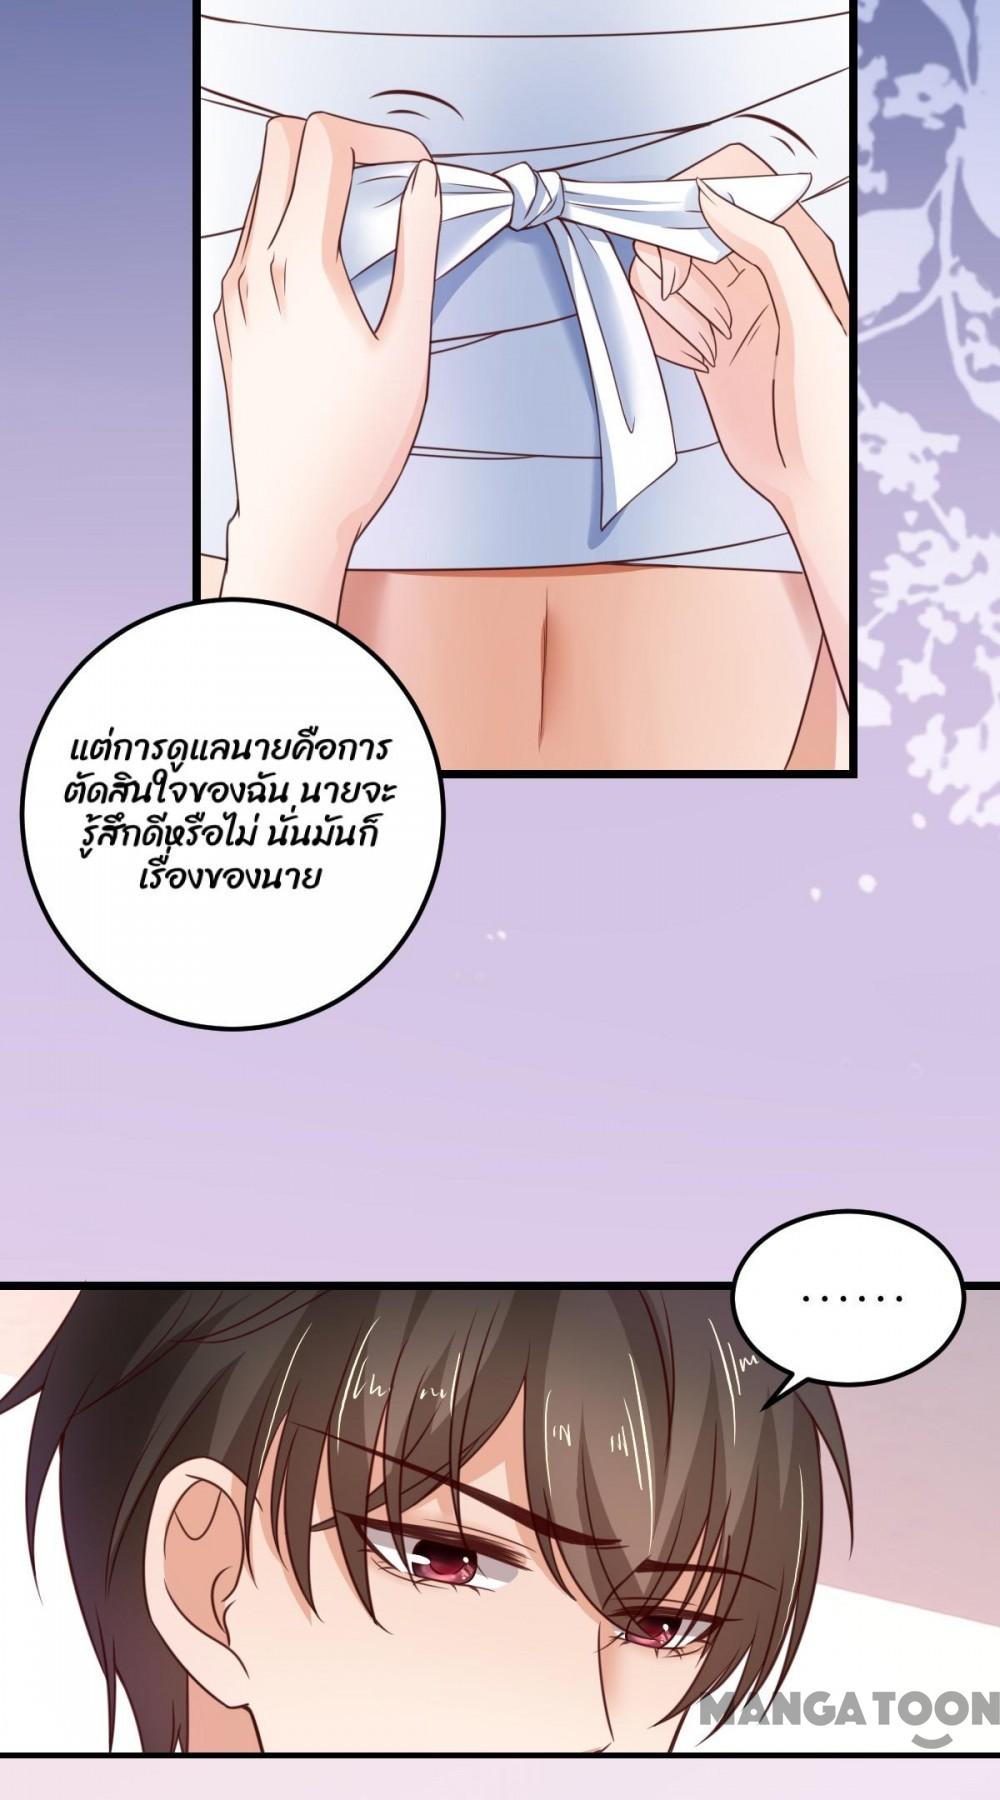 แต่การดูแลนายคือการ
ตัดสินใจของฉัน นายจะ
รู้สึกดีหรือไม่ นั่นมันก็
เรื่องของนาย
......
MANGATOON